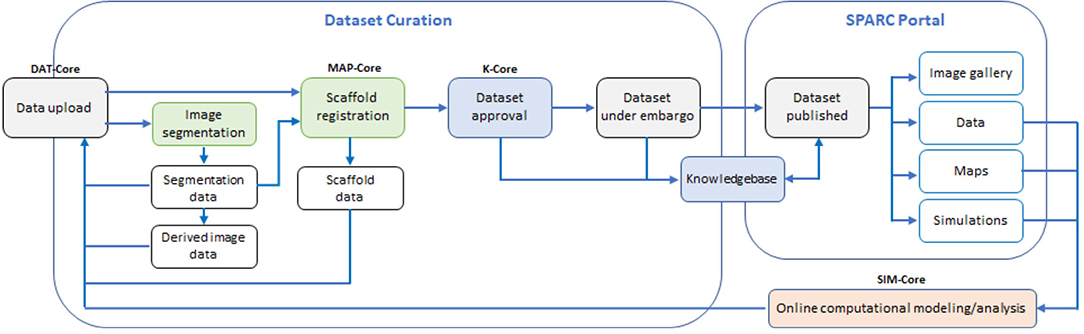 Dataset Curation
SPARC Portal
DAT-Core
Data upload
MAP-Core
Scaffold
registration
K-Core
Dataset
approval
Dataset
under embargo
Dataset
published
Image gallery
Image
segmentation
Data
Segmentation
data
Scaffold
data
Knowledgebase
Maps
Derived image
data
Simulations
SIM-Core
Online computational modeling/analysis